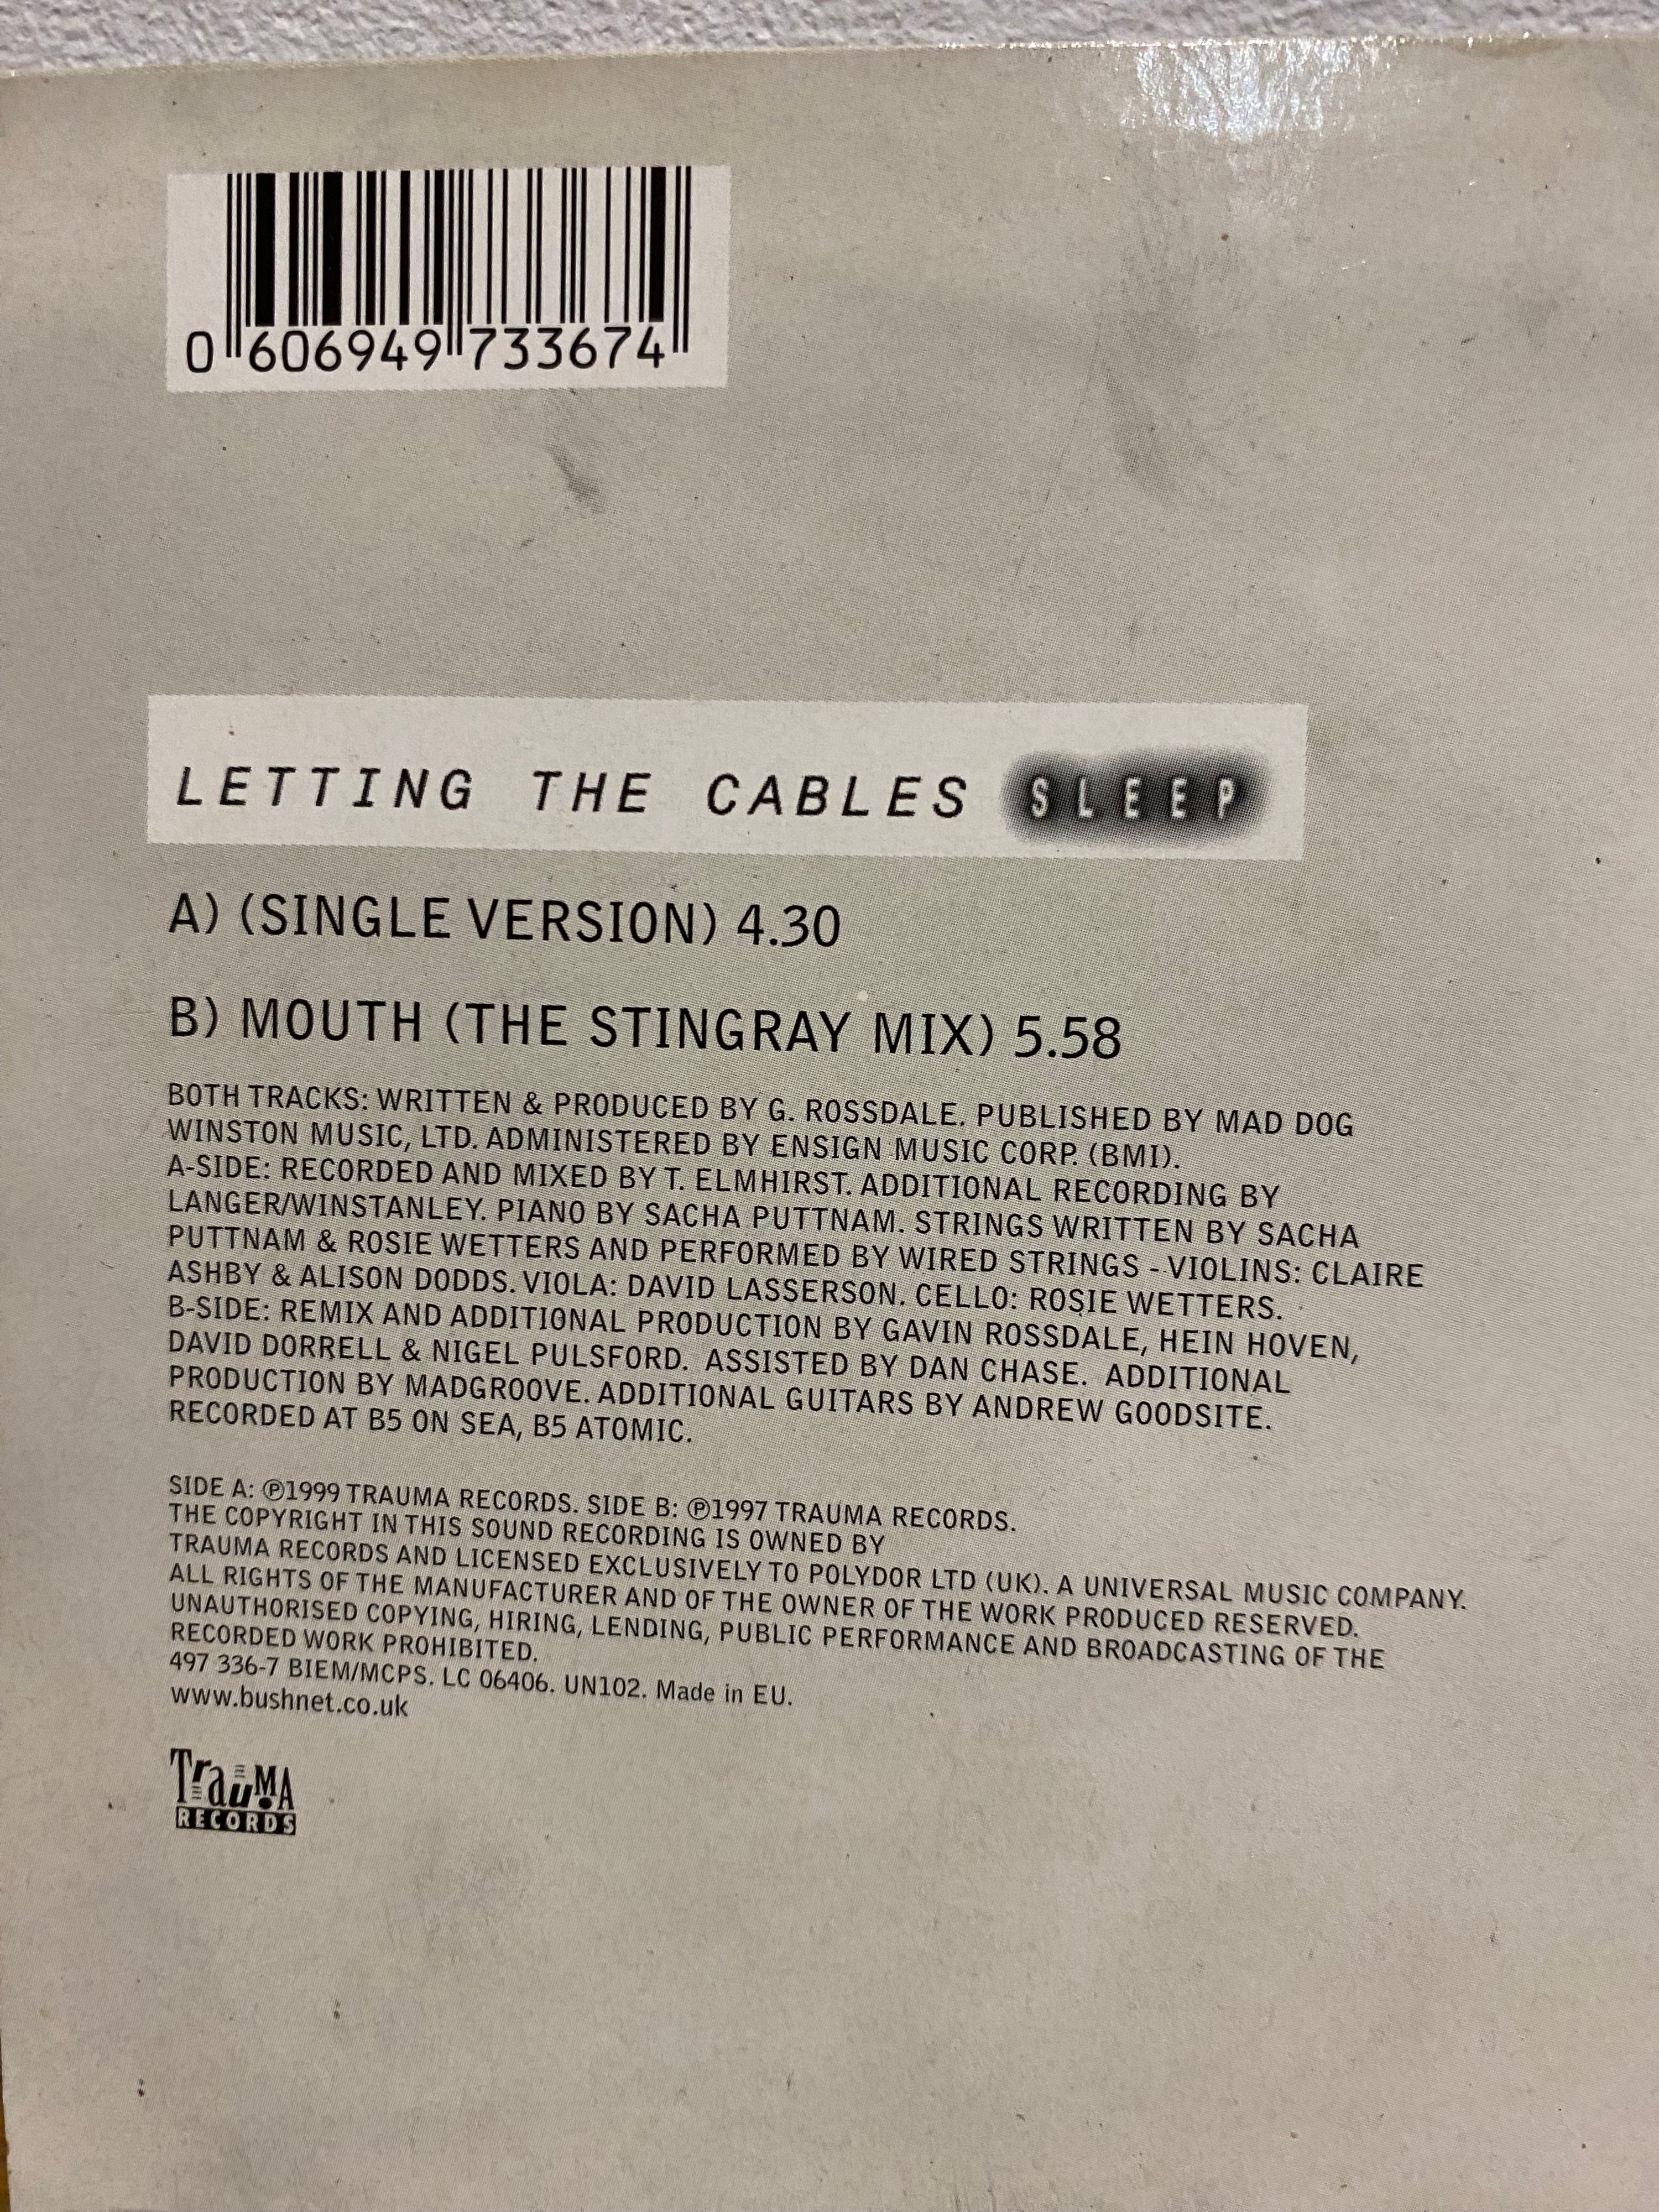 0 606949 733674
LETTING THE CABLES SLEEP
A) (SINGLE VERSION) 4.30
B) MOUTH (THE STINGRAY MIX) 5.58
BOTH TRACKS: WRITTEN & PRODUCED BY G. ROSSDALE. PUBLISHED BY MAD DOG
WINSTON MUSIC, LTD. ADMINISTERED BY ENSIGN MUSIC CORP. (BMI).
A-SIDE: RECORDED AND MIXED BY T. ELMHIRST. ADDITIONAL RECORDING BY
LANGER/WINSTANLEY. PIANO BY SACHA PUTTNAM. STRINGS WRITTEN BY SACHA
PUTTNAM & ROSIE WETTERS AND PERFORMED BY WIRED STRINGS - VIOLINS: CLAIRE
ASHBY & ALISON DODDS. VIOLA: DAVID LASSERSON. CELLO: ROSIE WETTERS.
B-SIDE: REMIX AND ADDITIONAL PRODUCTION BY GAVIN ROSSDALE, HEIN HOVEN,
DAVID DORRELL & NIGEL PULSFORD. ASSISTED BY DAN CHASE. ADDITIONAL
PRODUCTION BY MADGROOVE. ADDITIONAL GUITARS BY ANDREW GOODSITE.
RECORDED AT B5 ON SEA, B5 ATOMIC.
SIDE A: ℗1999 TRAUMA RECORDS. SIDE B: ℗1997 TRAUMA RECORDS.
THE COPYRIGHT IN THIS SOUND RECORDING IS OWNED BY
TRAUMA RECORDS AND LICENSED EXCLUSIVELY TO POLYDOR LTD (UK). A UNIVERSAL MUSIC COMPANY.
ALL RIGHTS OF THE MANUFACTURER AND OF THE OWNER OF THE WORK PRODUCED RESERVED.
UNAUTHORISED COPYING, HIRING, LENDING, PUBLIC PERFORMANCE AND BROADCASTING OF THE
RECORDED WORK PROHIBITED.
497 336-7 BIEM/MCPS. LC 06406. UN102. Made in EU.
www.bushnet.co.uk
TrauMA
RECORDS